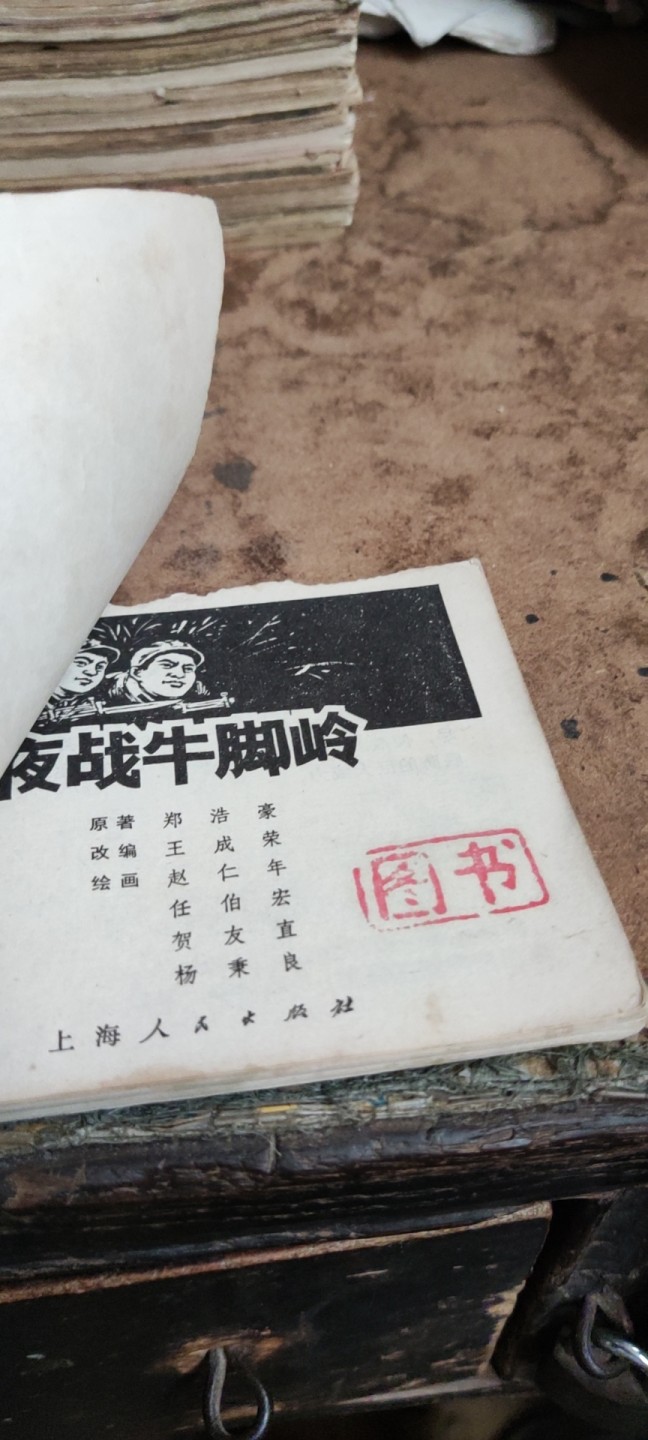 夜战牛脚岭
原著 郑浩豪
改编 王成荣
绘画 赵仁年
任伯宏
贺友直
杨秉良
图书
上海人民出版社